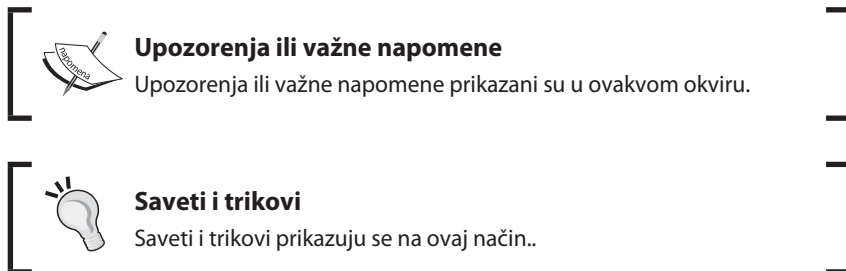 napomena
Upozorenja ili važne napomene
Upozorenja ili važne napomene prikazani su u ovakvom okviru.
Saveti i trikovi
Saveti i trikovi prikazuju se na ovaj način..